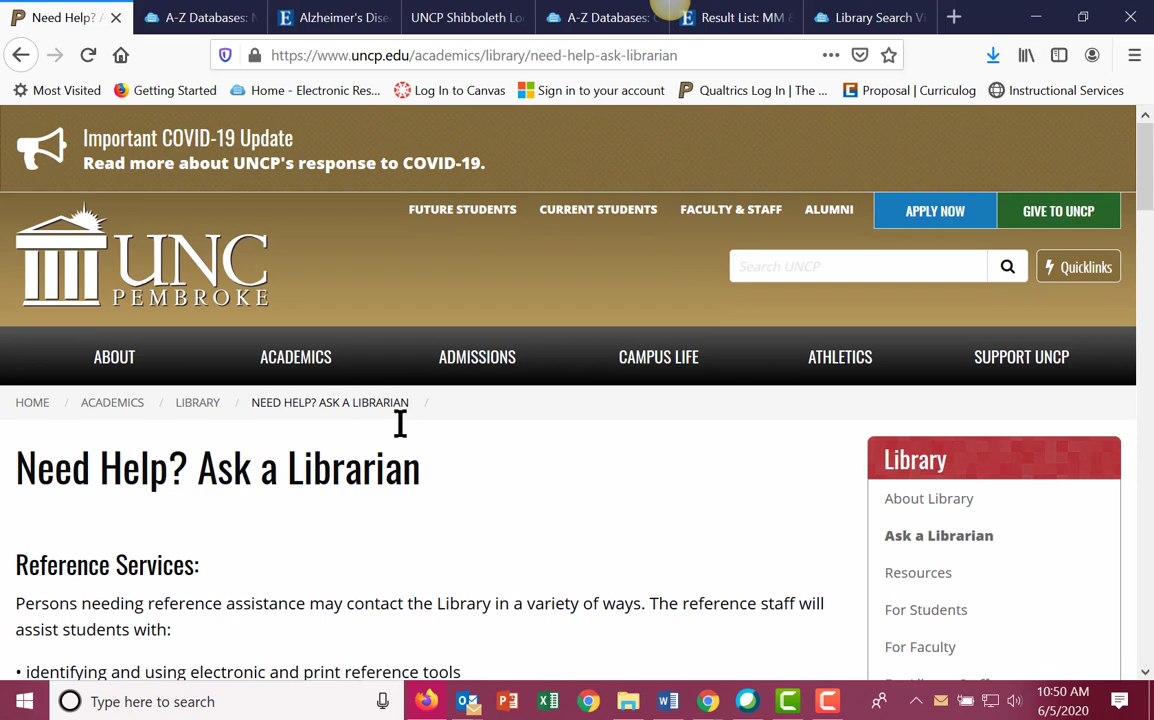 Need Help? A
A-Z Databases: N
Alzheimer's Dise
UNCP Shibboleth Lo
A-Z Databases: C
Result List: MM &
Library Search Vi
https://www.uncp.edu/academics/library/need-help-ask-librarian
Most Visited
Getting Started
Home - Electronic Res...
Log In to Canvas
Sign in to your account
Qualtrics Log In | The ...
Proposal | Curriculog
Instructional Services
Important COVID-19 Update
Read more about UNCP's response to COVID-19.
FUTURE STUDENTS
CURRENT STUDENTS
FACULTY & STAFF
ALUMNI
APPLY NOW
GIVE TO UNCP
UNC
PEMBROKE
Search UNCP
Quicklinks
ABOUT
ACADEMICS
ADMISSIONS
CAMPUS LIFE
ATHLETICS
SUPPORT UNCP
HOME / ACADEMICS / LIBRARY / NEED HELP? ASK A LIBRARIAN /
Need Help? Ask a Librarian
Reference Services:
Persons needing reference assistance may contact the Library in a variety of ways. The reference staff will
assist students with:
• identifying and using electronic and print reference tools
Library
About Library
Ask a Librarian
Resources
For Students
For Faculty
Type here to search
10:50 AM
6/5/2020